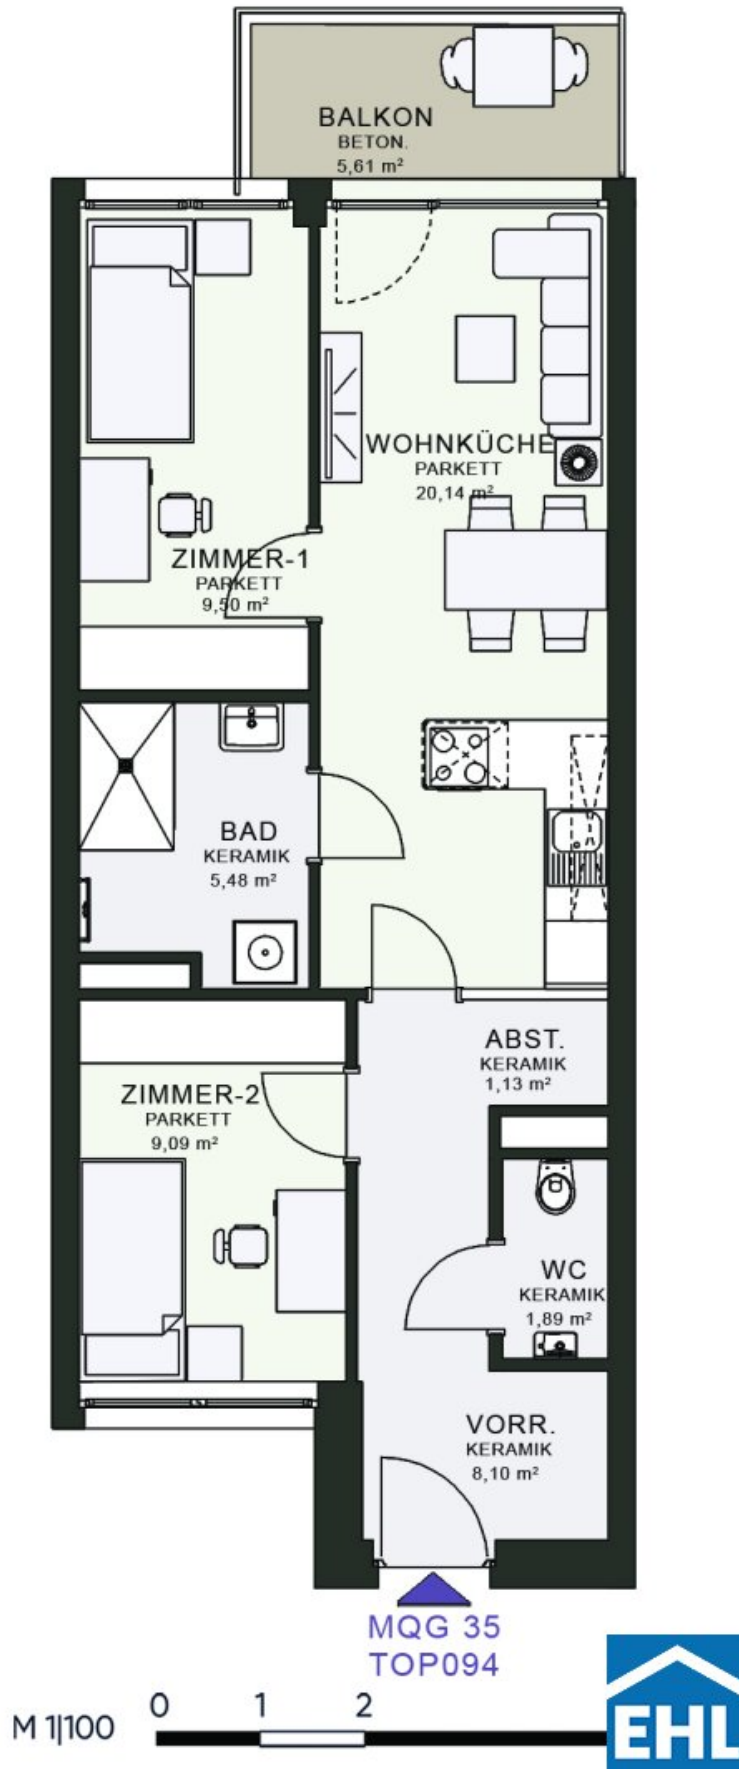 BALKON
BETON.
5,61 m²
WOHNKÜCHE
PARKETT
20,14 m²
ZIMMER-1
PARKETT
9,50 m²
BAD
KERAMIK
5,48 m²
ABST.
KERAMIK
1,13 m²
ZIMMER-2
PARKETT
9,09 m²
WC
KERAMIK
1,89 m²
VORR.
KERAMIK
8,10 m²
MQG 35
TOP094
M 1|100 0 1 2
EHL